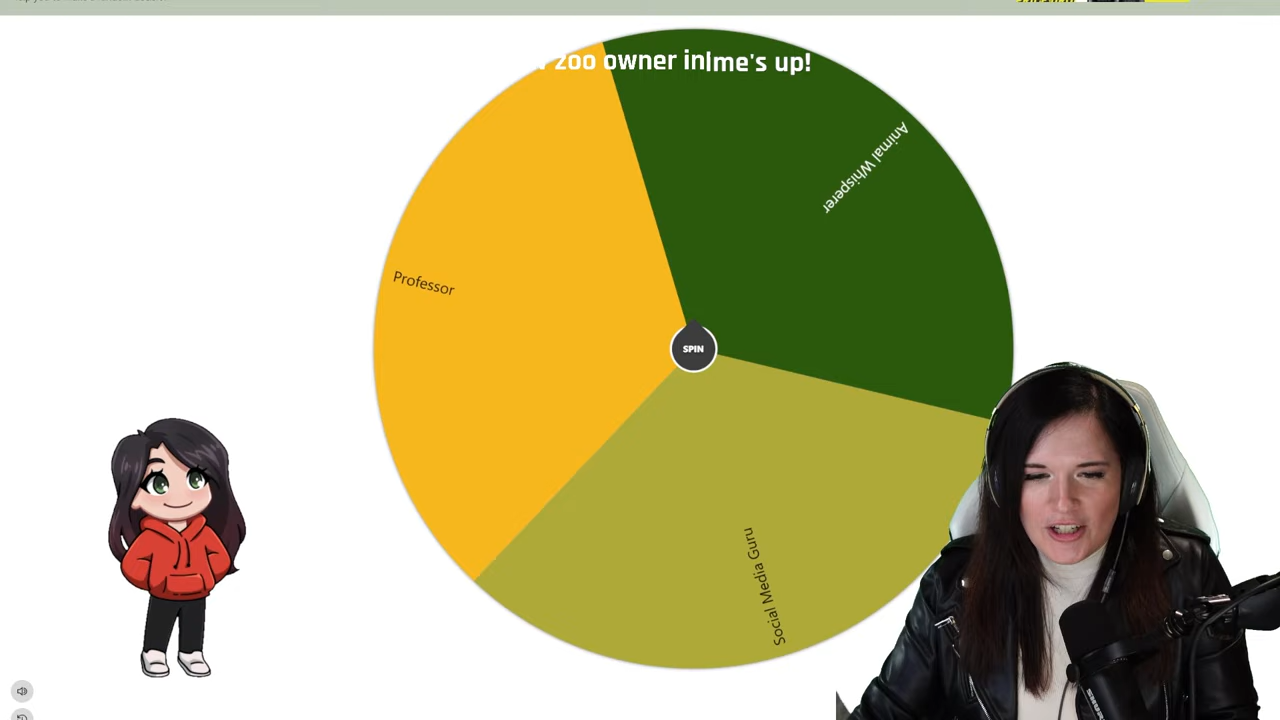 zoo owner in
me's up!
Animal Whisperer
Professor
SPIN
Social Media Guru